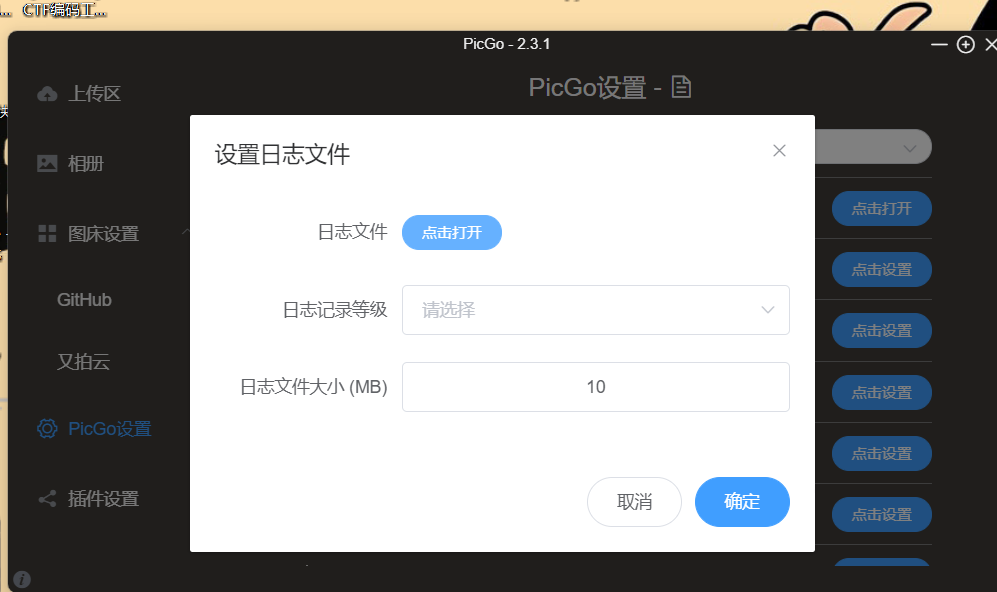 CTF编码工...
PicGo - 2.3.1
PicGo设置 -
上传区
相册
图床设置
GitHub
又拍云
PicGo设置
插件设置
设置日志文件
日志文件 点击打开
日志记录等级 请选择
日志文件大小 (MB) 10
取消 确定
点击打开
点击设置
点击设置
点击设置
点击设置
点击设置